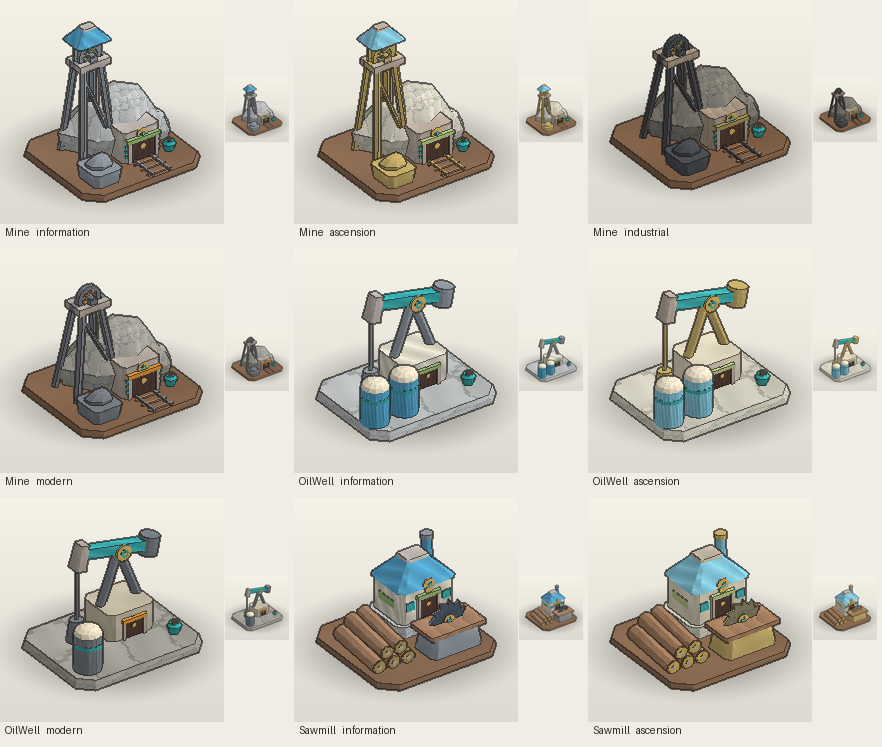 Mine information
Mine ascension
Mine industrial
Mine modern
OilWell information
OilWell ascension
OilWell modern
Sawmill information
Sawmill ascension